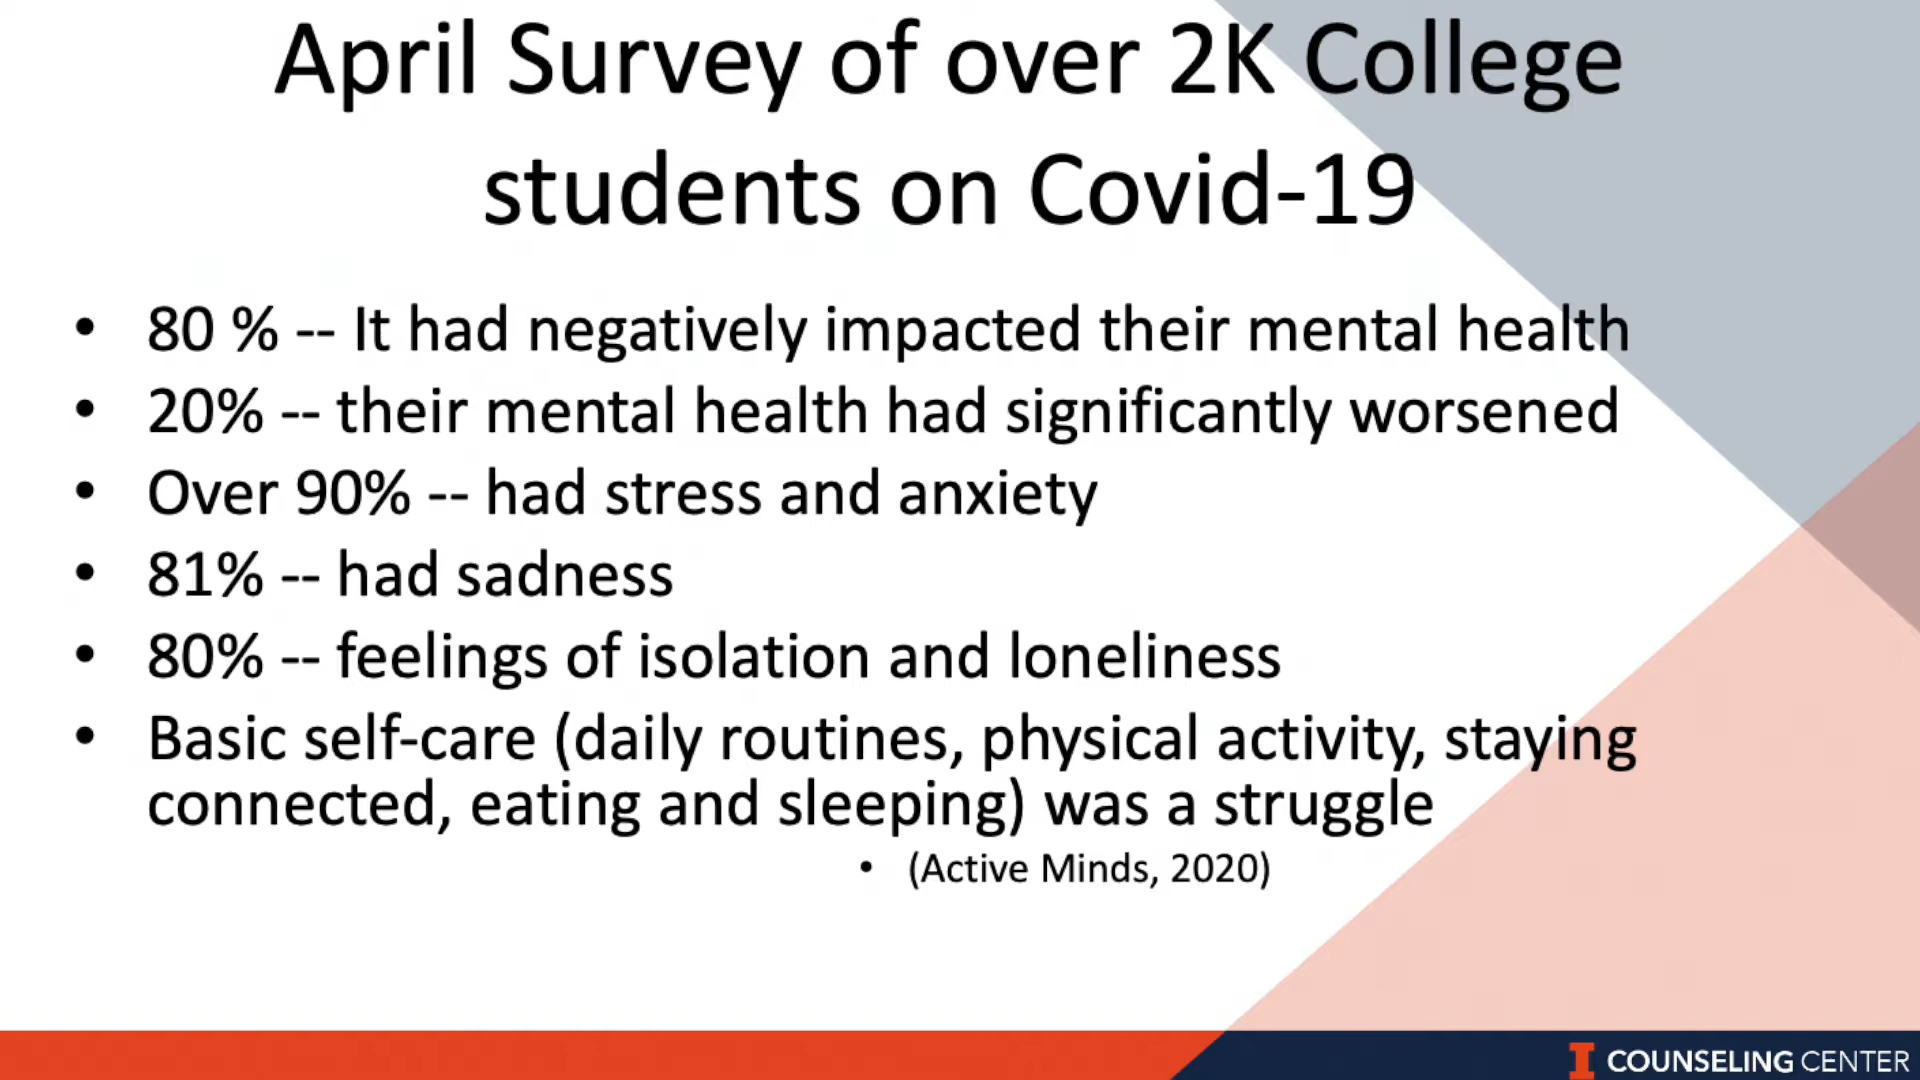 April Survey of over 2K College
students on Covid-19
• 80 % -- It had negatively impacted their mental health
• 20% -- their mental health had significantly worsened
• Over 90% -- had stress and anxiety
• 81% -- had sadness
• 80% -- feelings of isolation and loneliness
• Basic self-care (daily routines, physical activity, staying
connected, eating and sleeping) was a struggle
• (Active Minds, 2020)
I COUNSELING CENTER